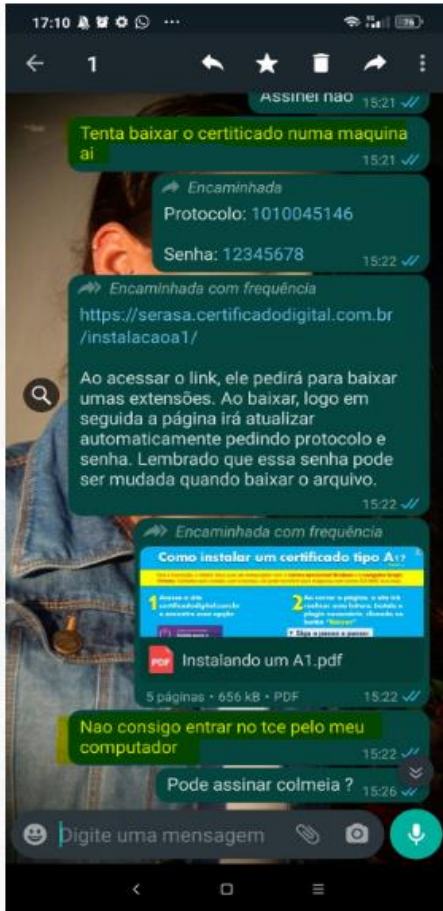 17:10
76
1
Assinei nao 15:21
Tenta baixar o certiticado numa maquina
ai 15:21
Encaminhada
Protocolo: 1010045146
Senha: 12345678 15:22
Encaminhada com frequência
https://serasa.certificadodigital.com.br
/instalacaoa1/
Ao acessar o link, ele pedirá para baixar
umas extensões. Ao baixar, logo em
seguida a página irá atualizar
automaticamente pedindo protocolo e
senha. Lembrado que essa senha pode
ser mudada quando baixar o arquivo.
15:22
Encaminhada com frequência
Como instalar um certificado tipo A1?
1
2
PDF Instalando um A1.pdf
5 páginas • 656 kB • PDF 15:22
Nao consigo entrar no tce pelo meu
computador 15:22
Pode assinar colmeia ? 15:26
Digite uma mensagem